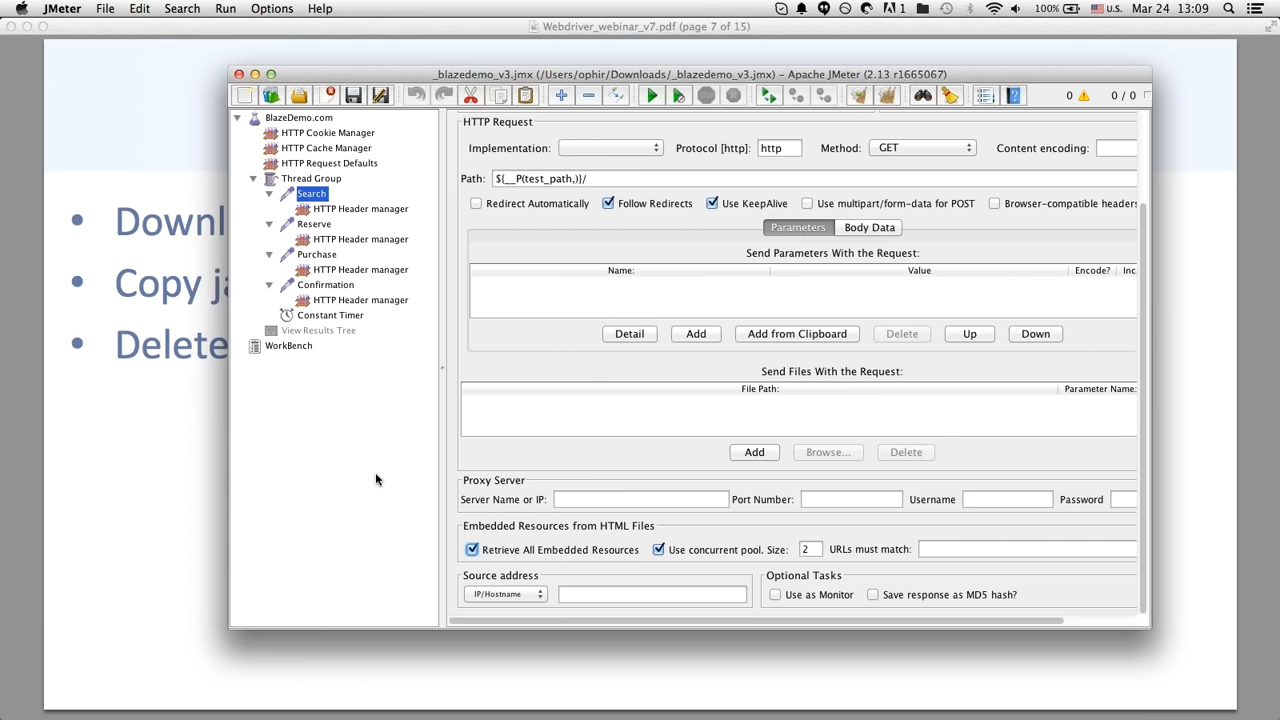 JMeter File Edit Search Run Options Help 1 100% U.S. Mar 24 13:09
Webdriver_webinar_v7.pdf (page 7 of 15)
_blazedemo_v3.jmx (/Users/ophir/Downloads/_blazedemo_v3.jmx) - Apache JMeter (2.13 r1665067)
0 0 / 0
BlazeDemo.com
HTTP Cookie Manager
HTTP Cache Manager
HTTP Request Defaults
Thread Group
Search
HTTP Header manager
Reserve
HTTP Header manager
Purchase
HTTP Header manager
Confirmation
HTTP Header manager
Constant Timer
View Results Tree
WorkBench
HTTP Request
Implementation: Protocol [http]: http Method: GET Content encoding:
Path: ${__P(test_path,)}/
Redirect Automatically Follow Redirects Use KeepAlive Use multipart/form-data for POST Browser-compatible headers
Parameters Body Data
Send Parameters With the Request:
Name: Value Encode? Inc
Detail Add Add from Clipboard Delete Up Down
Send Files With the Request:
File Path: Parameter Name:
Add Browse... Delete
Proxy Server
Server Name or IP: Port Number: Username Password
Embedded Resources from HTML Files
Retrieve All Embedded Resources Use concurrent pool. Size: 2 URLs must match:
Source address Optional Tasks
IP/Hostname Use as Monitor Save response as MD5 hash?
• Downl
• Copy ja
• Delete